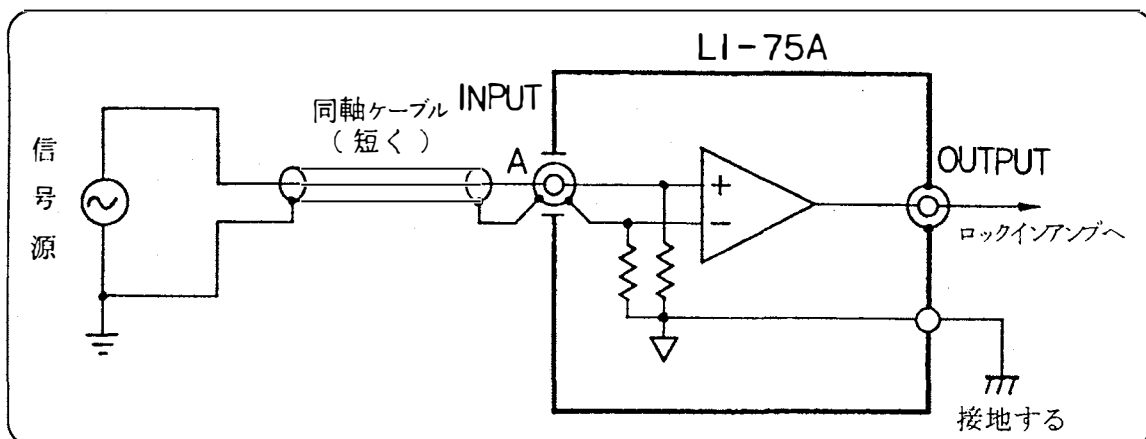 LI-75A
同軸ケーブル
(短く)
INPUT
信号源
A
+
−
OUTPUT
ロックインアンプへ
接地する